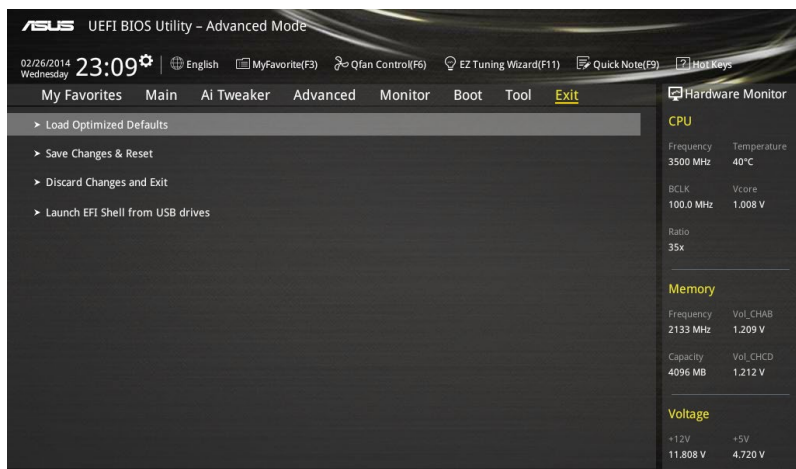 ASUS UEFI BIOS Utility – Advanced Mode
02/26/2014
Wednesday
23:09
English
MyFavorite(F3)
Qfan Control(F6)
EZ Tuning Wizard(F11)
Quick Note(F9)
? Hot Keys
My Favorites
Main
Ai Tweaker
Advanced
Monitor
Boot
Tool
Exit
Load Optimized Defaults
Save Changes & Reset
Discard Changes and Exit
Launch EFI Shell from USB drives
Hardware Monitor
CPU
Frequency Temperature
3500 MHz 40°C
BCLK Vcore
100.0 MHz 1.008 V
Ratio
35x
Memory
Frequency Vol_CHAB
2133 MHz 1.209 V
Capacity Vol_CHCD
4096 MB 1.212 V
Voltage
+12V +5V
11.808 V 4.720 V